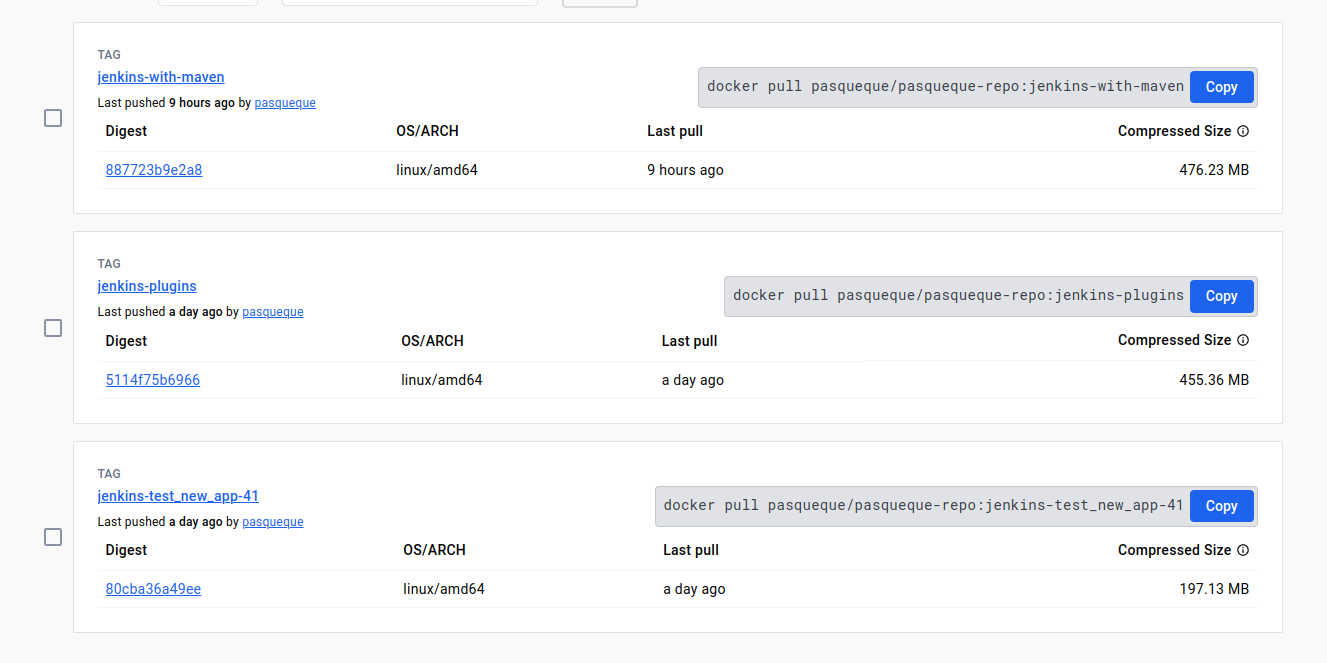 TAG
jenkins-with-maven
Last pushed 9 hours ago by pasqueque
docker pull pasqueque/pasqueque-repo:jenkins-with-maven Copy
Digest OS/ARCH Last pull Compressed Size
887723b9e2a8 linux/amd64 9 hours ago 476.23 MB
TAG
jenkins-plugins
Last pushed a day ago by pasqueque
docker pull pasqueque/pasqueque-repo:jenkins-plugins Copy
Digest OS/ARCH Last pull Compressed Size
5114f75b6966 linux/amd64 a day ago 455.36 MB
TAG
jenkins-test_new_app-41
Last pushed a day ago by pasqueque
docker pull pasqueque/pasqueque-repo:jenkins-test_new_app-41 Copy
Digest OS/ARCH Last pull Compressed Size
80cba36a49ee linux/amd64 a day ago 197.13 MB